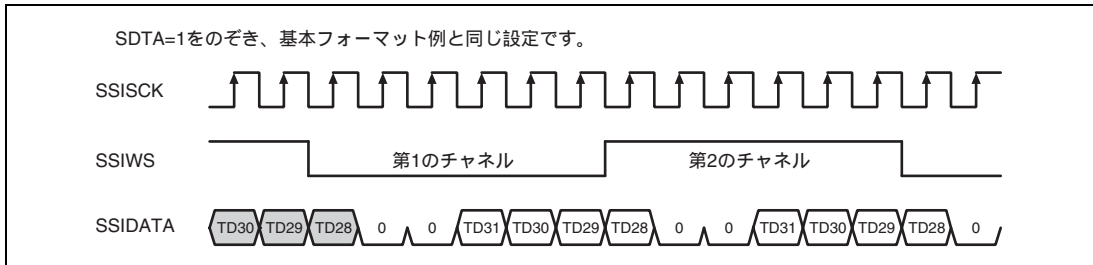 SDTA=1をのぞき、基本フォーマット例と同じ設定です。
SSISCK
SSIWS 第1のチャネル 第2のチャネル
SSIDATA TD30 TD29 TD28 0 0 TD31 TD30 TD29 TD28 0 0 TD31 TD30 TD29 TD28 0